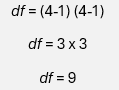 df = (4-1) (4-1)
df = 3 x 3
df = 9